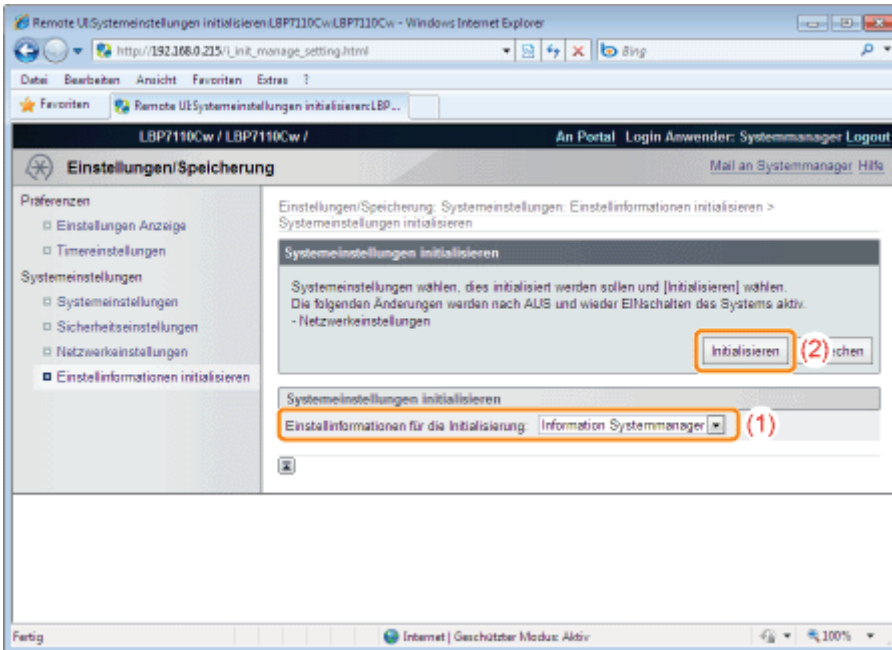 Remote UI:Systemeinstellungen initialisieren:LBP7110Cw:LBP7110Cw - Windows Internet Explorer
http://192.168.0.215/i_init_manage_setting.html
Bing
Datei Bearbeiten Ansicht Favoriten Extras ?
Favoriten
Remote UI:Systemeinstellungen initialisieren:LBP...
LBP7110Cw / LBP7110Cw /
An Portal Login Anwender: Systemmanager Logout
Einstellungen/Speicherung
Mail an Systemmanager Hilfe
Präferenzen
Einstellungen Anzeige
Timereinstellungen
Systemeinstellungen
Systemeinstellungen
Sicherheitseinstellungen
Netzwerkeinstellungen
Einstellinformationen initialisieren
Einstellungen/Speicherung: Systemeinstellungen: Einstellinformationen initialisieren >
Systemeinstellungen initialisieren
Systemeinstellungen initialisieren
Systemeinstellungen wählen, dies initialisiert werden sollen und [Initialisieren] wählen.
Die folgenden Änderungen werden nach AUS und wieder EINschalten des Systems aktiv.
- Netzwerkeinstellungen
Initialisieren (2) chen
Systemeinstellungen initialisieren
Einstellinformationen für die Initialisierung: Information Systemmanager (1)
Fertig
Internet | Geschützter Modus: Aktiv
100%